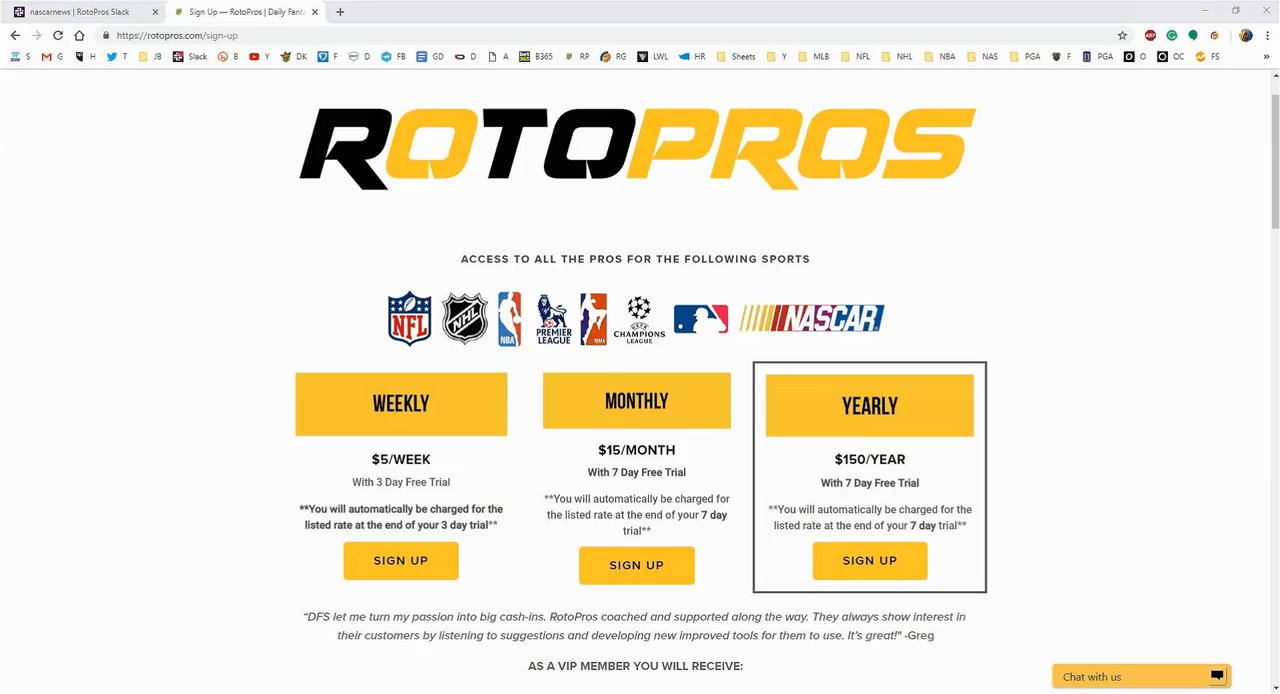 nascarnews | RotoPros Slack
Sign Up — RotoPros | Daily Fanta
https://rotopros.com/sign-up
S G H T JB Slack B Y DK F D FB GD D A B365 RP RG LWL HR Sheets Y MLB NFL NHL NBA NAS PGA F PGA O OC FS »
ROTOPROS
ACCESS TO ALL THE PROS FOR THE FOLLOWING SPORTS
NFL NHL NBA PREMIER LEAGUE WNBA UEFA CHAMPIONS LEAGUE NASCAR
WEEKLY
$5/WEEK
With 3 Day Free Trial
**You will automatically be charged for
the listed rate at the end of your 3 day trial**
SIGN UP
MONTHLY
$15/MONTH
With 7 Day Free Trial
**You will automatically be charged for
the listed rate at the end of your 7 day
trial**
SIGN UP
YEARLY
$150/YEAR
With 7 Day Free Trial
**You will automatically be charged for the
listed rate at the end of your 7 day trial**
SIGN UP
“DFS let me turn my passion into big cash-ins. RotoPros coached and supported along the way. They always show interest in
their customers by listening to suggestions and developing new improved tools for them to use. It’s great!” -Greg
AS A VIP MEMBER YOU WILL RECEIVE:
Chat with us